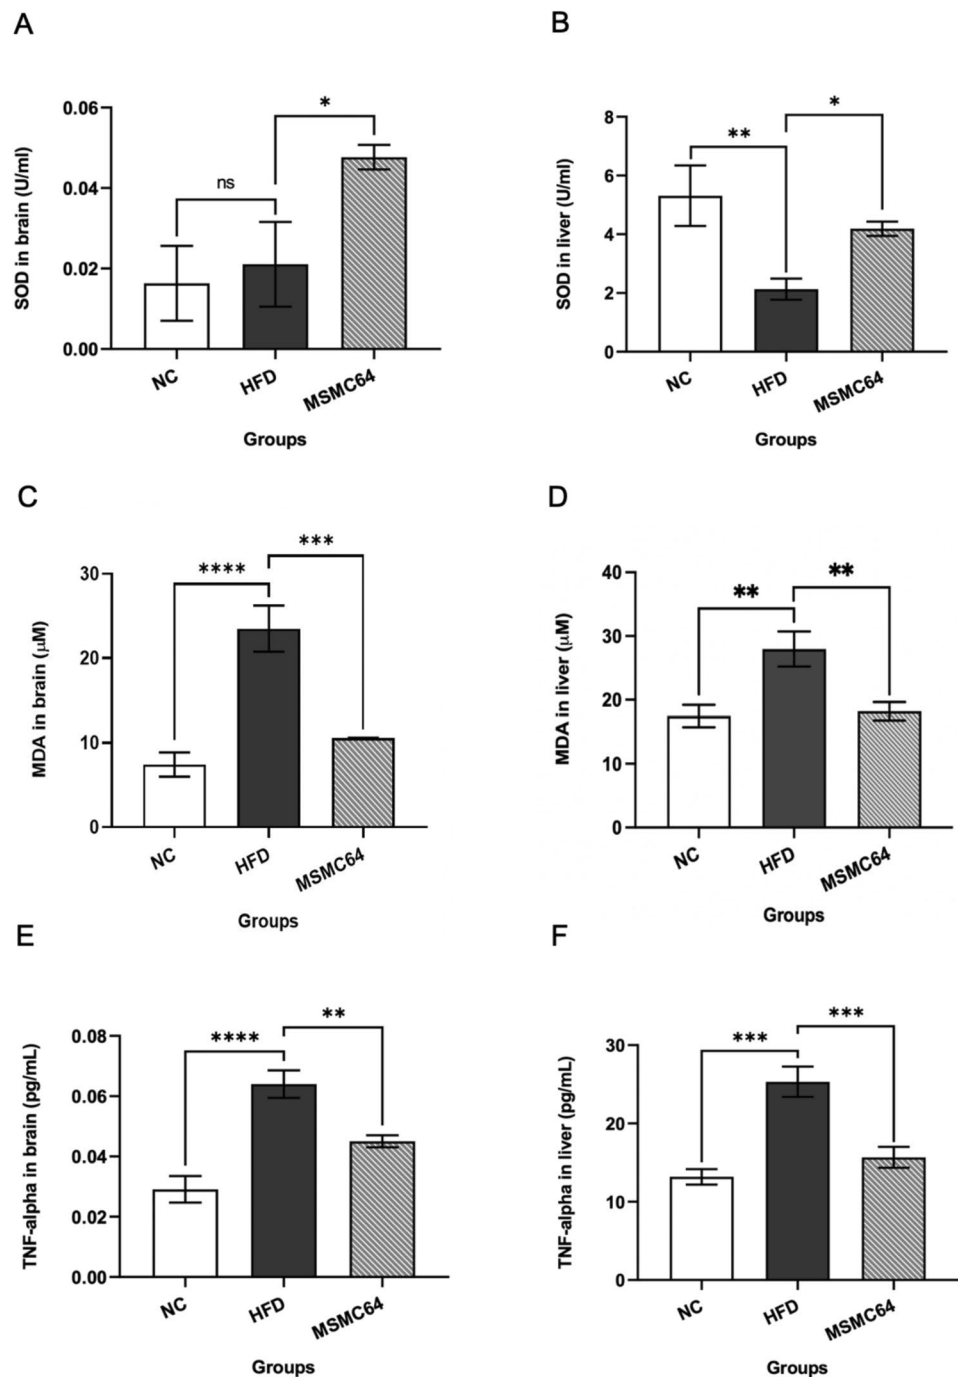 A
SOD in brain (U/ml)
0.06
0.04
0.02
0.00
ns
*
NC
HFD
MSMC64
Groups
B
SOD in liver (U/ml)
8
6
4
2
0
**
*
NC
HFD
MSMC64
Groups
C
MDA in brain (μM)
30
20
10
0
****
***
NC
HFD
MSMC64
Groups
D
MDA in liver (μM)
40
30
20
10
0
**
**
NC
HFD
MSMC64
Groups
E
TNF-alpha in brain (pg/mL)
0.08
0.06
0.04
0.02
0.00
****
**
NC
HFD
MSMC64
Groups
F
TNF-alpha in liver (pg/mL)
30
20
10
0
***
***
NC
HFD
MSMC64
Groups